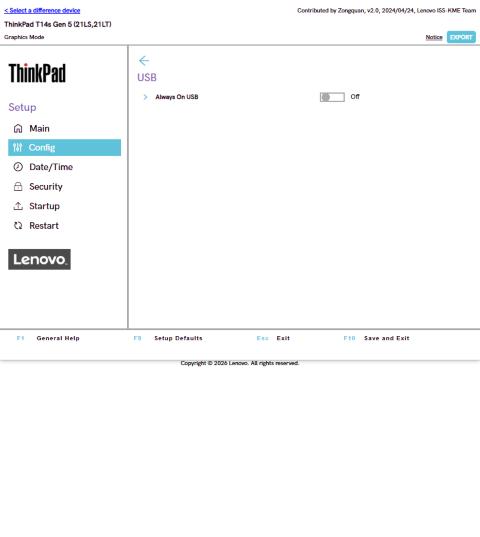 < Select a difference device
Contributed by Zongquan, v2.0, 2024/04/24, Lenovo ISS-KME Team
ThinkPad T14s Gen 5 (21LS,21LT)
Graphics Mode
Notice
EXPORT
ThinkPad
Setup
Main
Config
Date/Time
Security
Startup
Restart
Lenovo
USB
Always On USB
Off
F1 General Help
F9 Setup Defaults
Esc Exit
F10 Save and Exit
Copyright © 2026 Lenovo. All rights reserved.